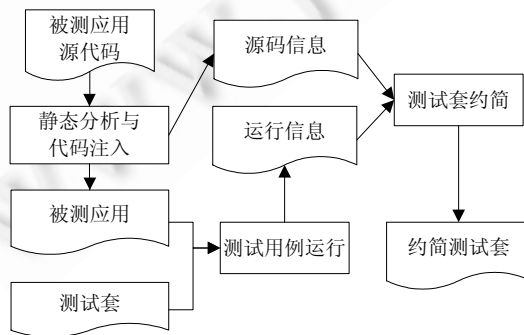 被测应用
源代码
源码信息
静态分析与
代码注入
运行信息
测试套约简
被测应用
测试用例运行
约简测试套
测试套